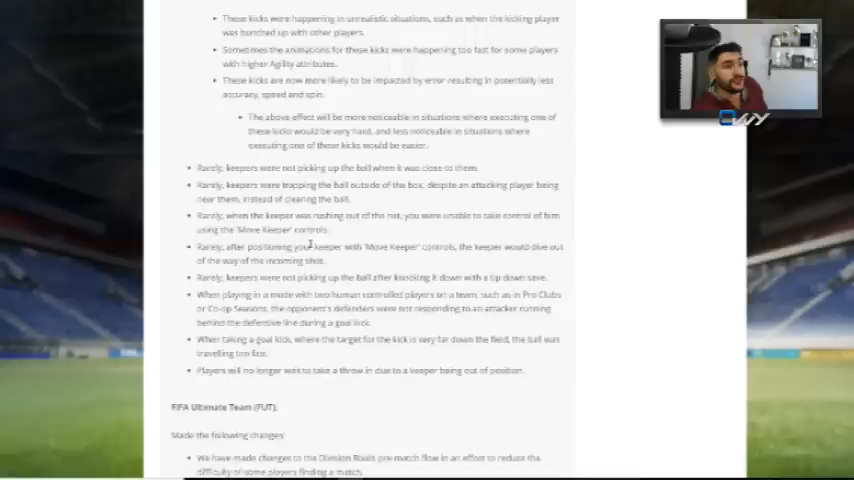 These kicks were happening in unrealistic situations, such as when the kicking player
was bunched up with other players.
Sometimes the animations for these kicks were happening too fast for some players
with higher Agility attributes.
These kicks are now more likely to be impacted by error resulting in potentially less
accuracy, speed and spin.
The above effect will be more noticeable in situations where executing one of
these kicks would be very hard, and less noticeable in situations where
executing one of these kicks would be easier.
Rarely, keepers were not picking up the ball when it was close to them.
Rarely, keepers were trapping the ball outside of the box, despite an attacking player being
near them, instead of clearing the ball.
Rarely, when the keeper was rushing out of the net, you were unable to take control of him
using the 'Move Keeper' controls.
Rarely, after positioning your keeper with 'Move Keeper' controls, the keeper would dive out
of the way of the incoming shot.
Rarely, keepers were not picking up the ball after knocking it down with a tip down save.
When playing in a mode with two human controlled players on a team, such as in Pro Clubs
or Co-op Seasons, the opponent's defenders were not responding to an attacker running
behind the defensive line during a goal kick.
When taking a goal kick, where the target for the kick is very far down the field, the ball was
travelling too fast.
Players will no longer wait to take a throw in due to a keeper being out of position.
FIFA Ultimate Team (FUT):
Made the following changes:
We have made changes to the Division Rivals pre-match flow in an effort to reduce the
difficulty of some players finding a match.